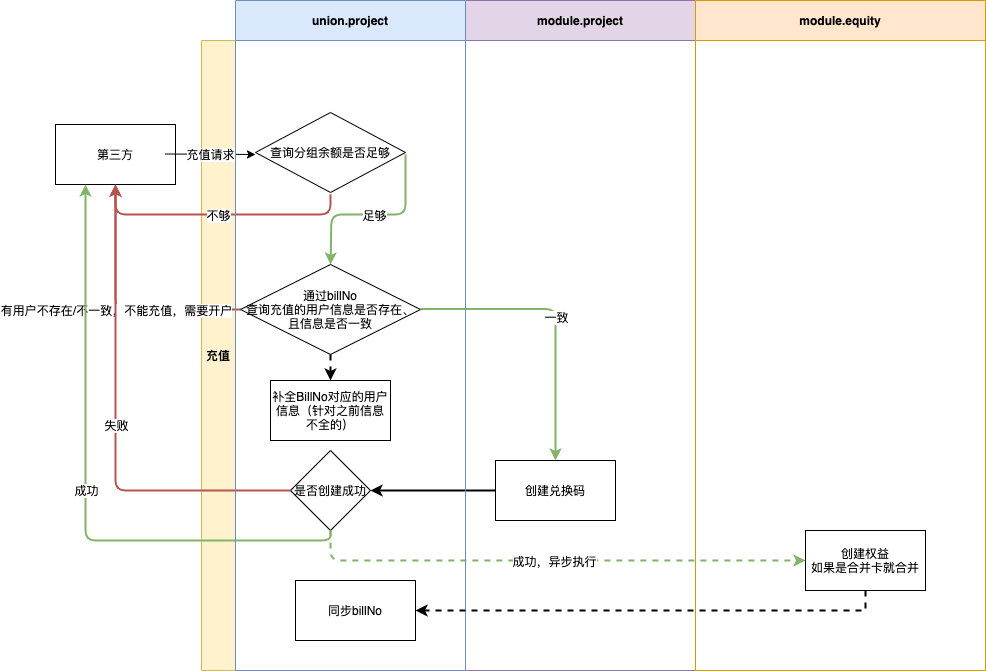 union.project
module.project
module.equity
第三方
充值请求
查询分组余额是否足够
不够
足够
通过billNo
查询充值的用户信息是否存在、
且信息是否一致
有用户不存在/不一致，不能充值，需要开户
一致
充值
补全BillNo对应的用户
信息（针对之前信息
不全的）
失败
成功
是否创建成功
创建兑换码
成功，异步执行
创建权益
如果是合并卡就合并
同步billNo